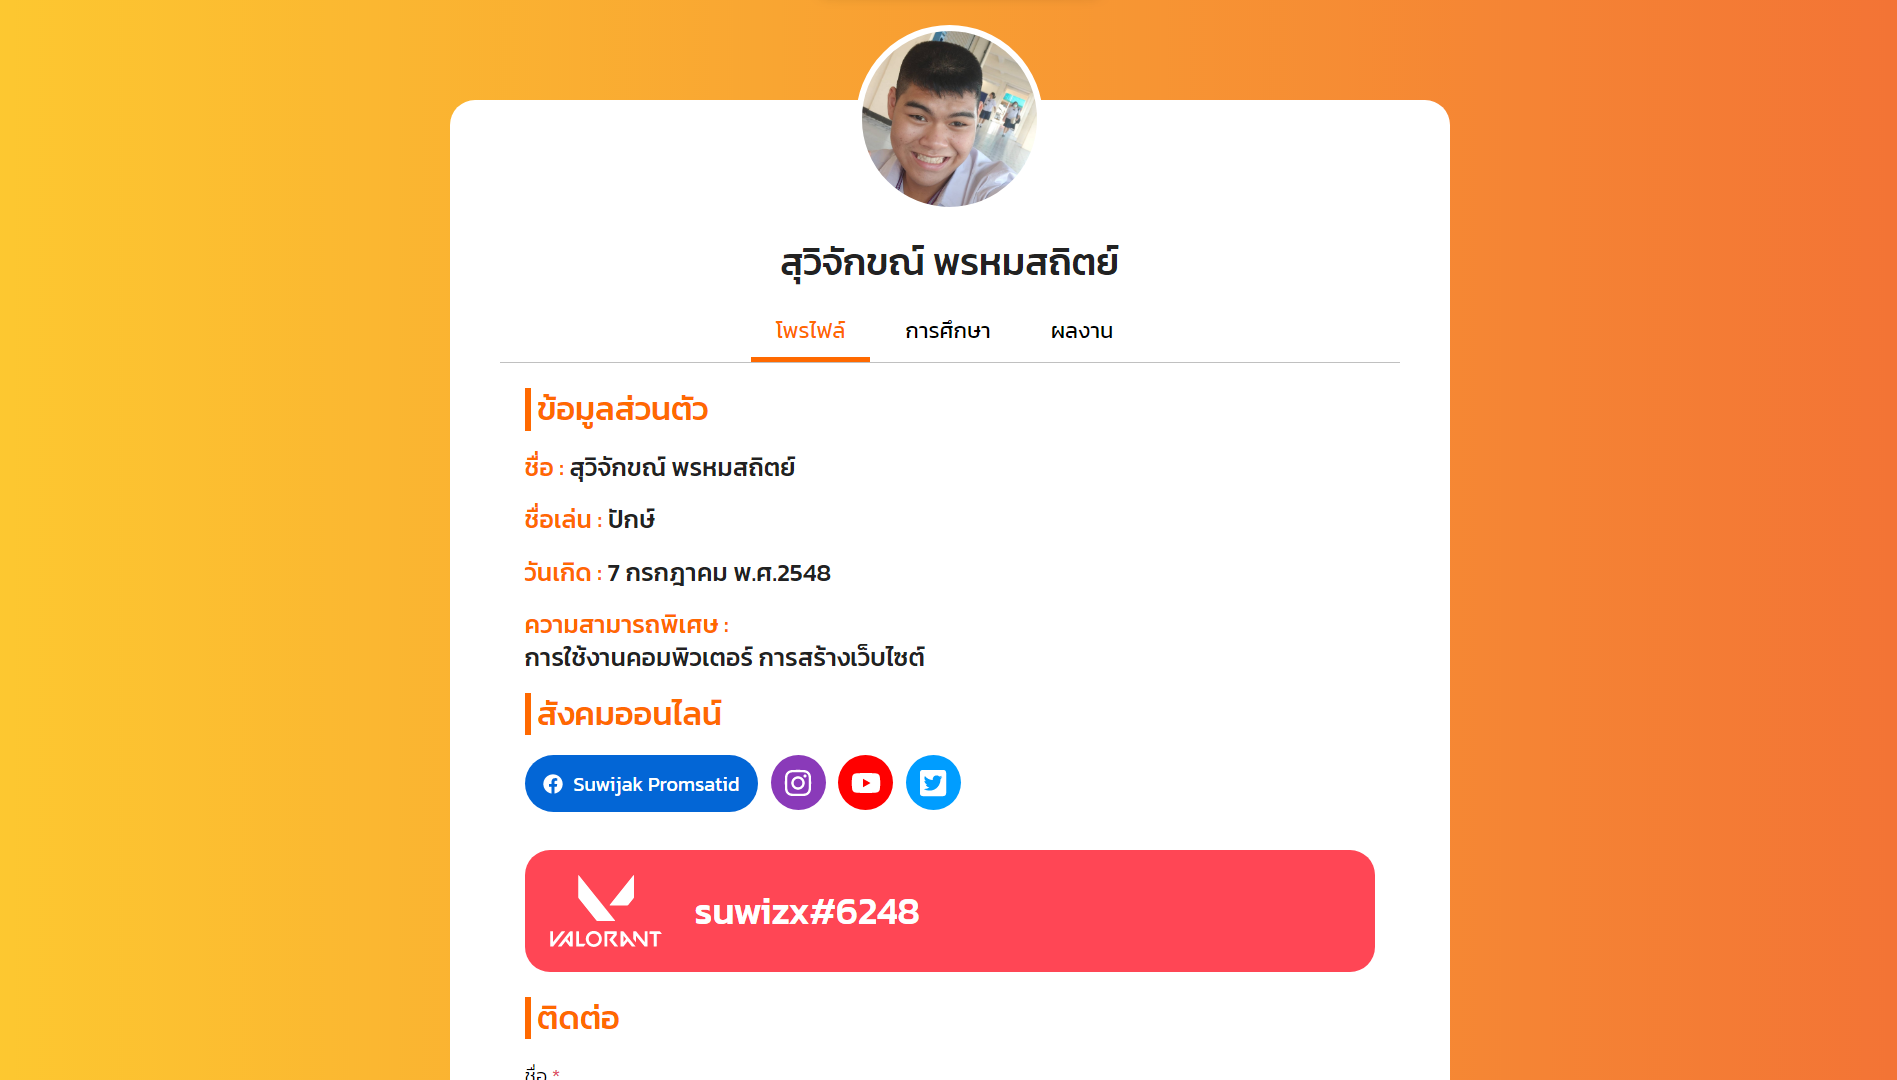 สุวิจักขณ์ พรหมสถิตย์
โพรไฟล์ การศึกษา ผลงาน
ข้อมูลส่วนตัว
ชื่อ : สุวิจักขณ์ พรหมสถิตย์
ชื่อเล่น : ปักษ์
วันเกิด : 7 กรกฎาคม พ.ศ.2548
ความสามารถพิเศษ :
การใช้งานคอมพิวเตอร์ การสร้างเว็บไซต์
สังคมออนไลน์
Suwijak Promsatid
VALORANT
suwizx#6248
ติดต่อ
ชื่อ *